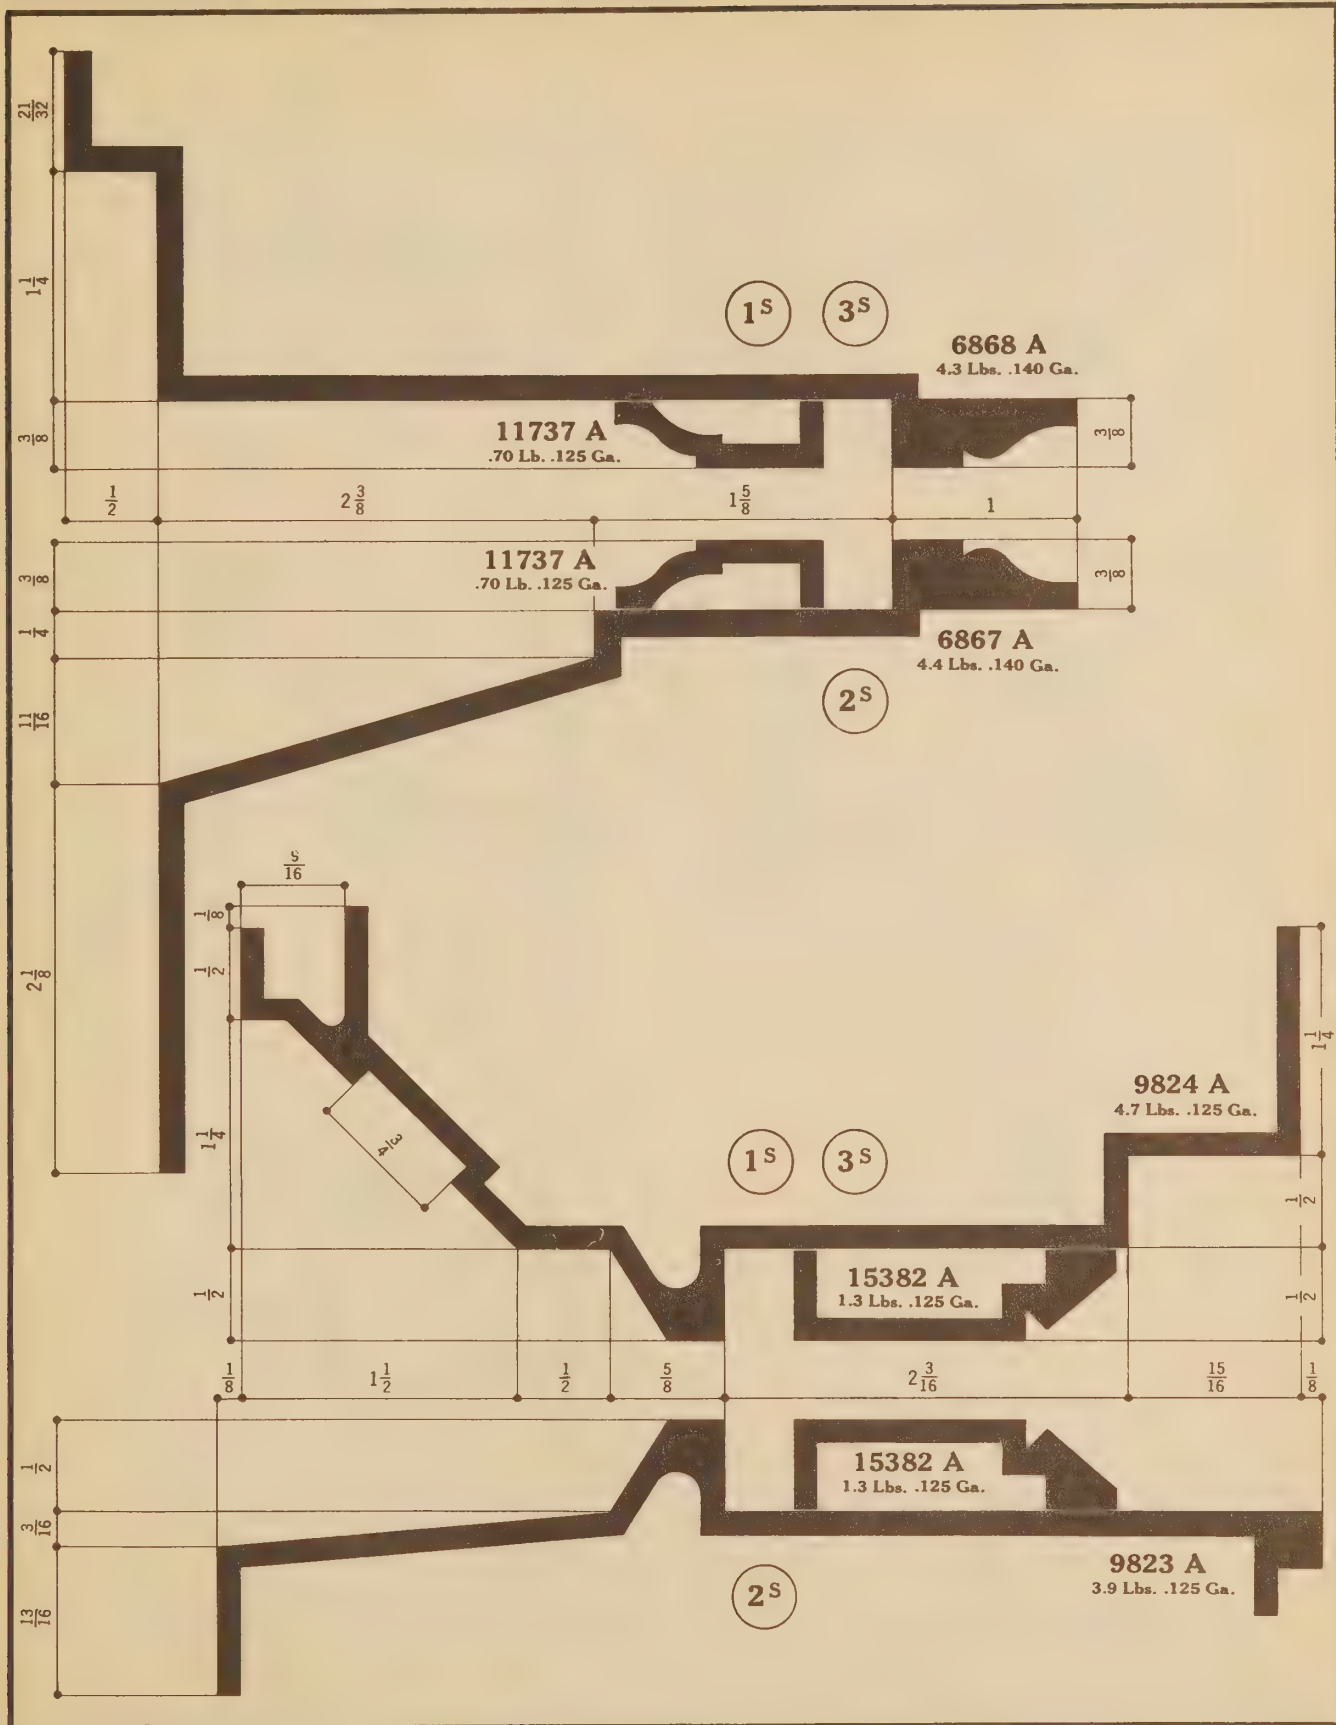 21/32
1 1/4
1S 3S
6868 A
4.3 Lbs. .140 Ga.
11737 A
.70 Lb. .125 Ga.
3/8
3/8
1/2 2 3/8 1 5/8 1
11737 A
.70 Lb. .125 Ga.
3/8
3/8
1/4
6867 A
4.4 Lbs. .140 Ga.
2S
11/16
2 1/8
9/16
1/8
1/2
1 1/4
9824 A
4.7 Lbs. .125 Ga.
1 1/4
3/4
1S 3S
1/2
15382 A
1.3 Lbs. .125 Ga.
1/2
1/2
1/8 1 1/2 1/2 5/8 2 3/16 15/16 1/8
1/2
15382 A
1.3 Lbs. .125 Ga.
3/16
9823 A
3.9 Lbs. .125 Ga.
2S
13/16